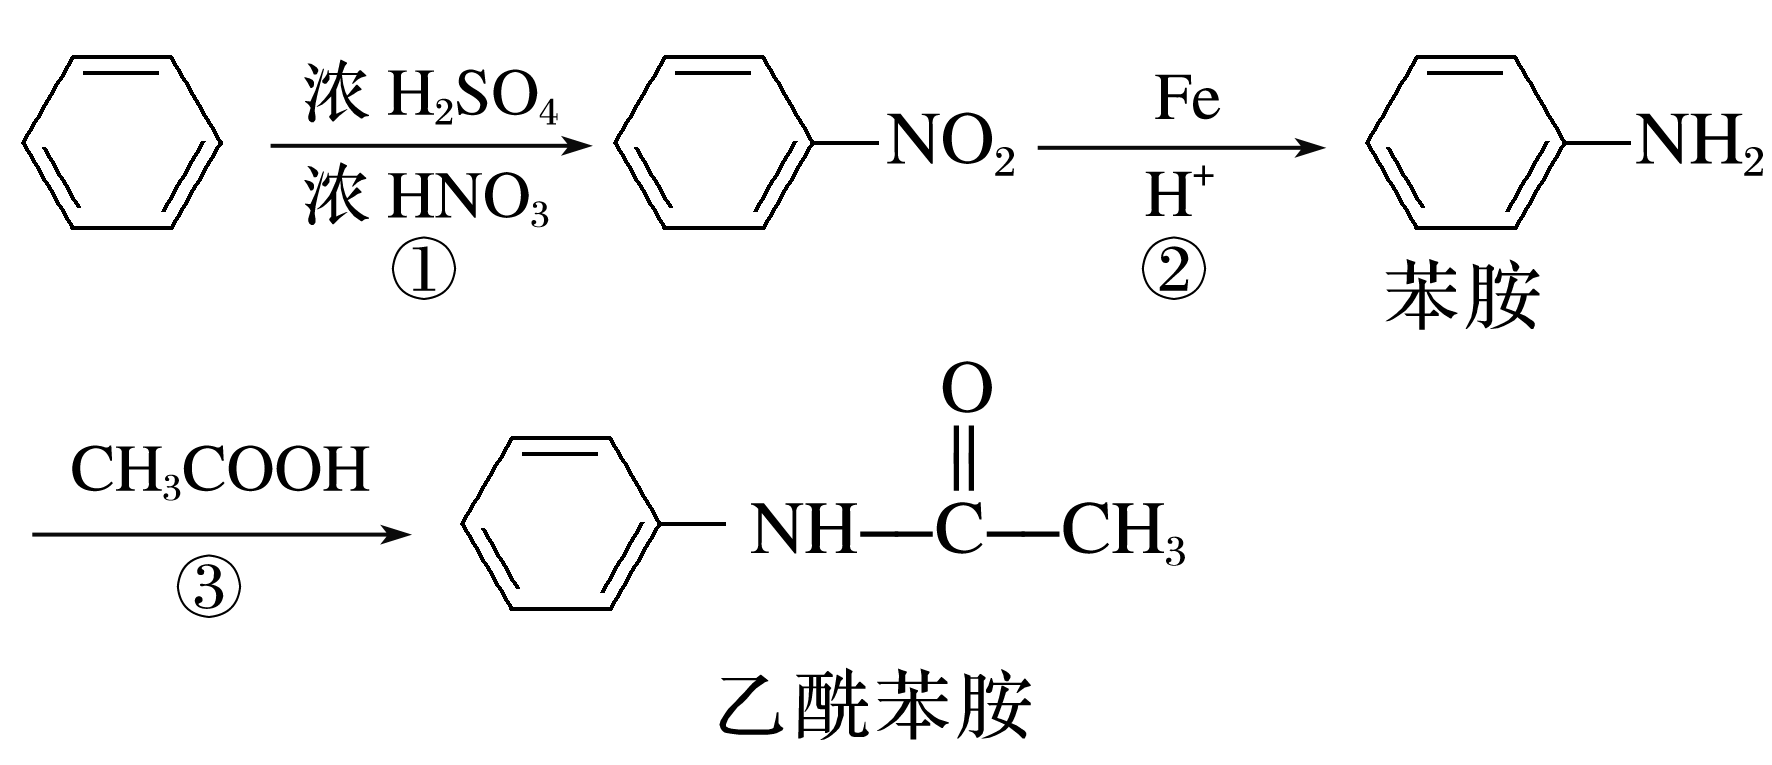 浓 H₂SO₄
浓 HNO₃
①
NO₂
Fe
H⁺
②
NH₂
苯胺
CH₃COOH
③
O
NH—C—CH₃
乙酰苯胺